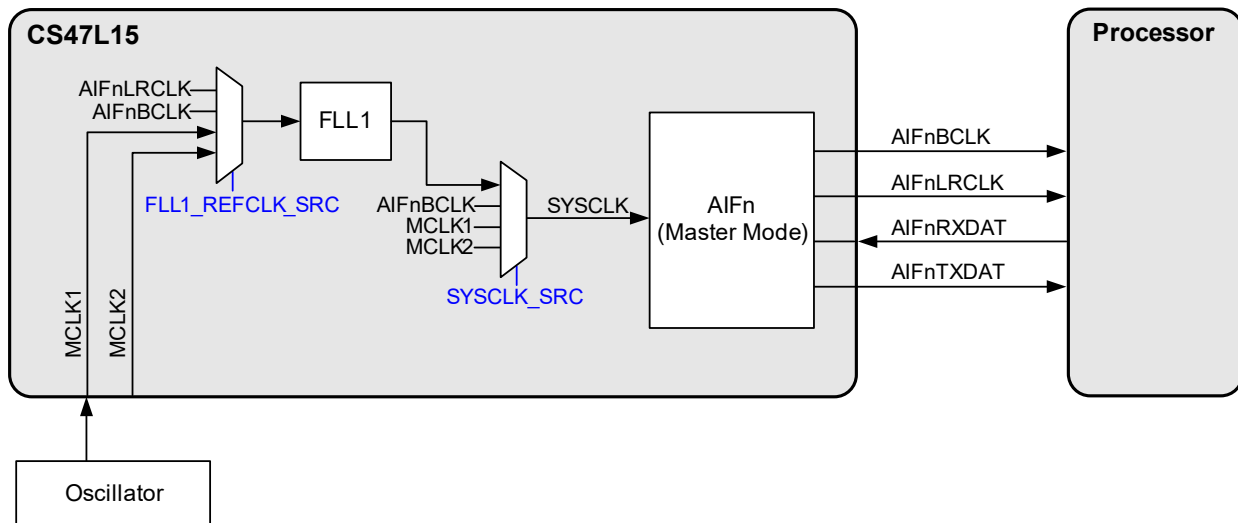 CS47L15
Processor
AIFnLRCLK
AIFnBCLK
FLL1
FLL1_REFCLK_SRC
AIFnBCLK
MCLK1
MCLK2
SYSCLK_SRC
SYSCLK
AIFn
(Master Mode)
AIFnBCLK
AIFnLRCLK
AIFnRXDAT
AIFnTXDAT
MCLK1
MCLK2
Oscillator